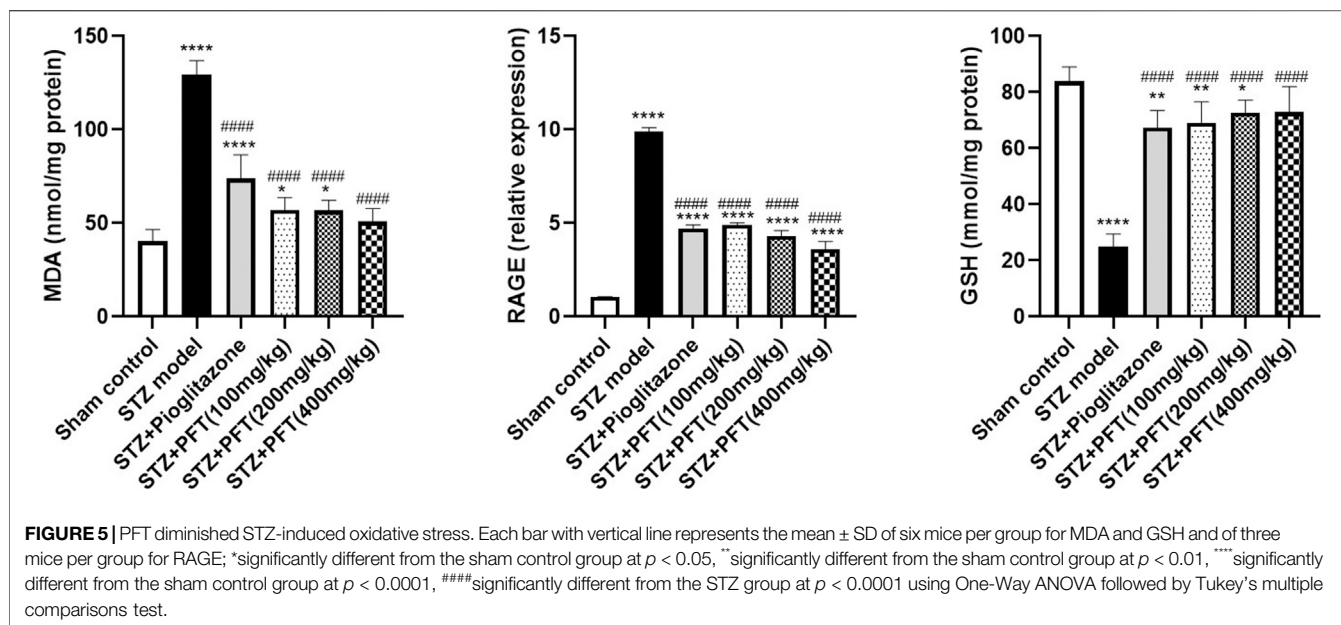 150
100
50
0
MDA (nmol/mg protein)
****
####
****
####
*
####
*
####
Sham control
STZ model
STZ+Pioglitazone
STZ+PFT(100mg/kg)
STZ+PFT(200mg/kg)
STZ+PFT(400mg/kg)
15
10
5
0
RAGE (relative expression)
****
####
****
####
****
####
****
####
****
Sham control
STZ model
STZ+Pioglitazone
STZ+PFT(100mg/kg)
STZ+PFT(200mg/kg)
STZ+PFT(400mg/kg)
100
80
60
40
20
0
GSH (mmol/mg protein)
****
####
**
####
**
####
*
####
Sham control
STZ model
STZ+Pioglitazone
STZ+PFT(100mg/kg)
STZ+PFT(200mg/kg)
STZ+PFT(400mg/kg)
FIGURE 5 | PFT diminished STZ-induced oxidative stress. Each bar with vertical line represents the mean ± SD of six mice per group for MDA and GSH and of three
mice per group for RAGE; *significantly different from the sham control group at p < 0.05, **significantly different from the sham control group at p < 0.01, ****significantly
different from the sham control group at p < 0.0001, ####significantly different from the STZ group at p < 0.0001 using One-Way ANOVA followed by Tukey’s multiple
comparisons test.